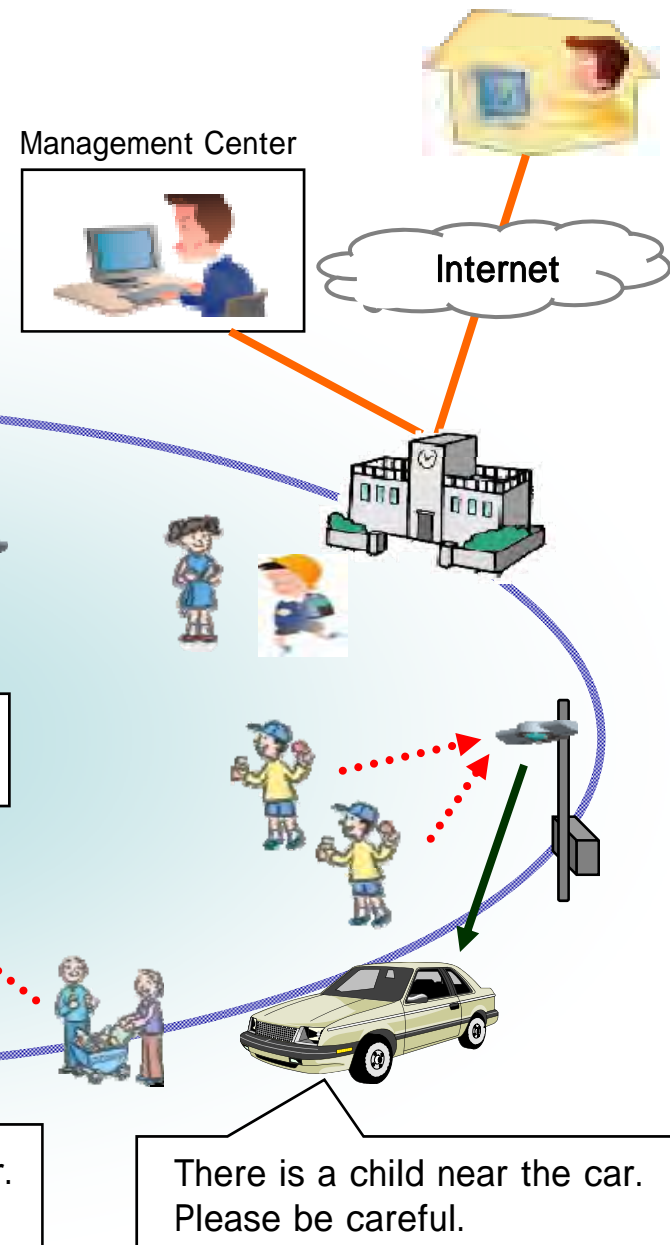 Management Center
Internet
r.
There is a child near the car.
Please be careful.